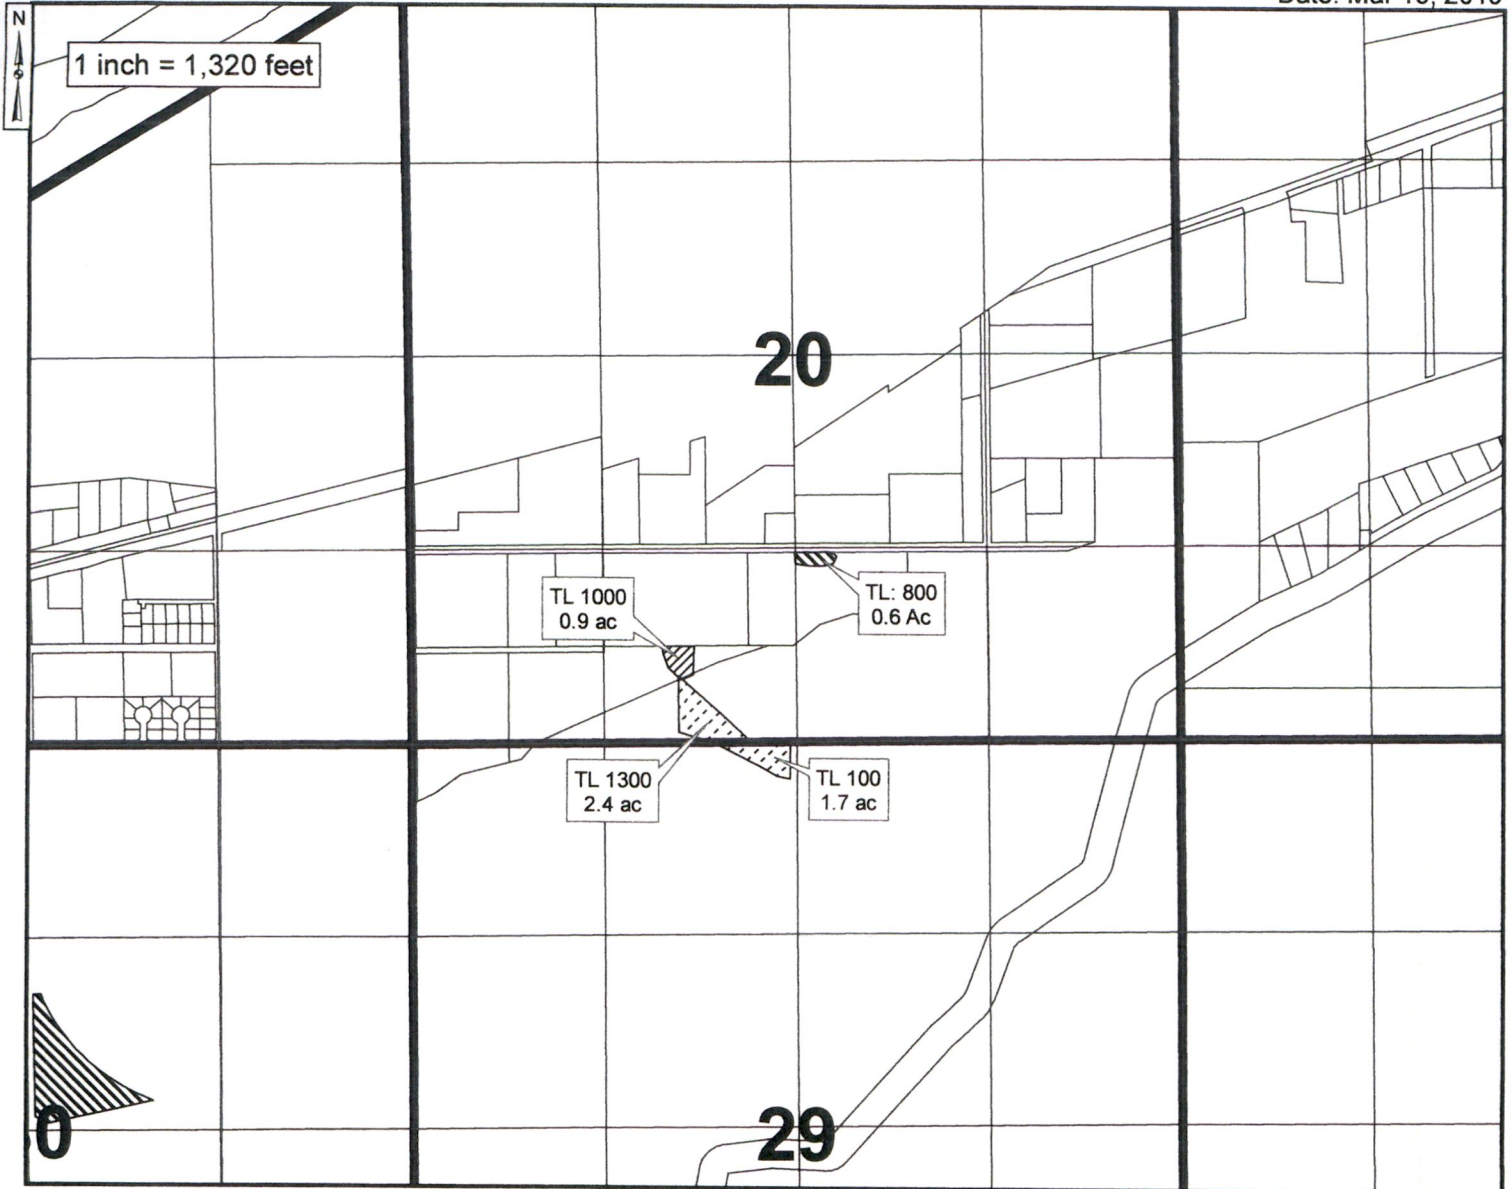 N
1 inch = 1,320 feet
20
TL 1000
0.9 ac
TL: 800
0.6 Ac
TL 1300
2.4 ac
TL 100
1.7 ac
0
29